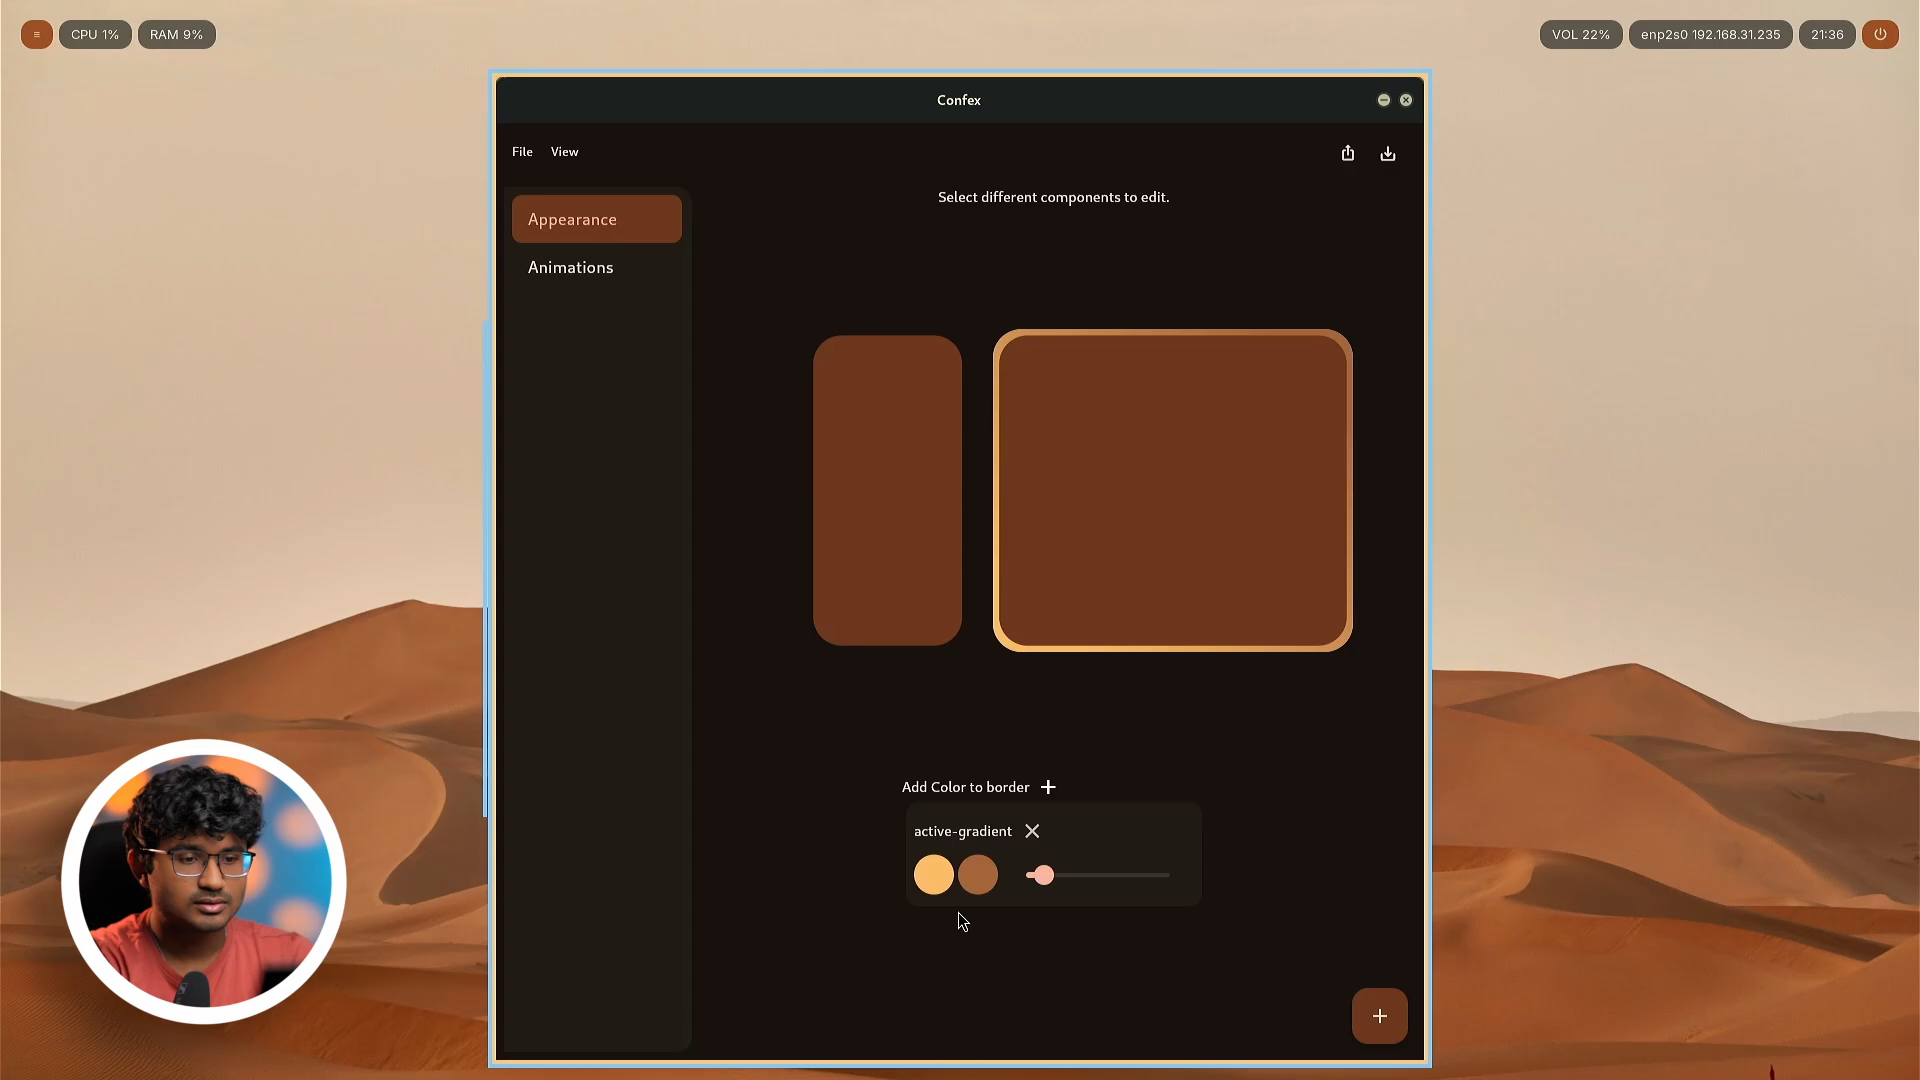 CPU 1%
RAM 9%
VOL 22%
enp2s0 192.168.31.235
21:36
Confex
File View
Select different components to edit.
Appearance
Animations
Add Color to border
active-gradient